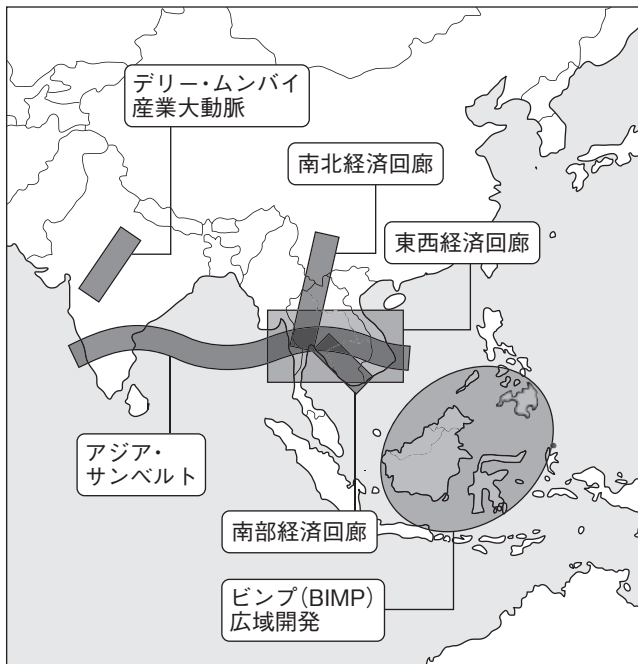 デリー・ムンバイ
産業大動脈
南北経済回廊
東西経済回廊
アジア・
サンベルト
南部経済回廊
ビンプ(BIMP)
広域開発